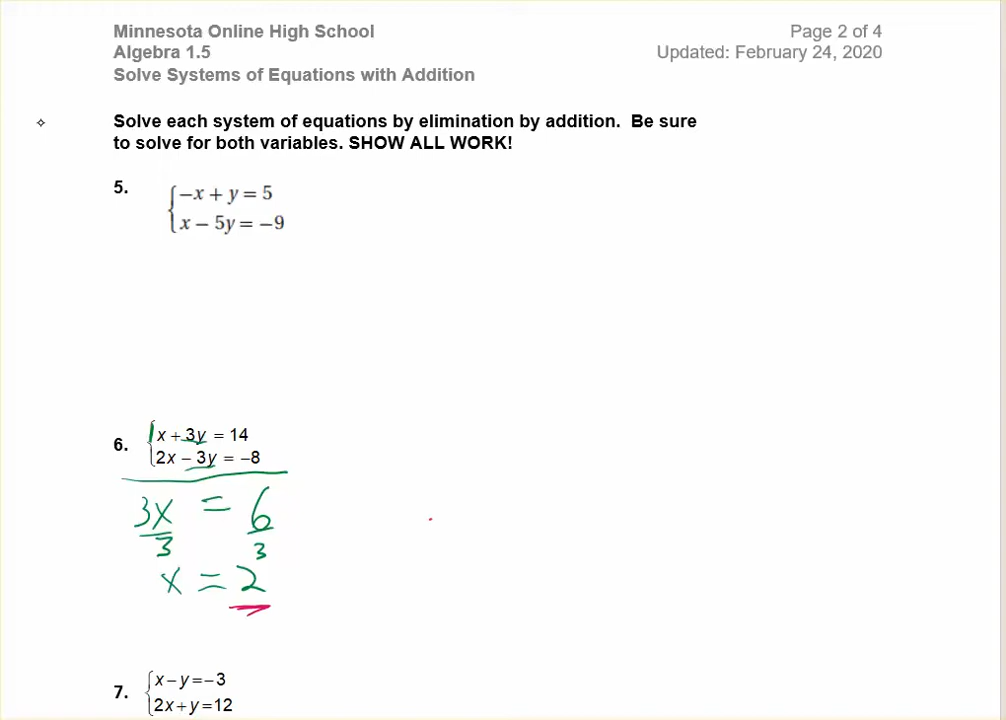 Minnesota Online High School
Page 2 of 4
Algebra 1.5
Updated: February 24, 2020
Solve Systems of Equations with Addition
Solve each system of equations by elimination by addition. Be sure
to solve for both variables. SHOW ALL WORK!
5.
−x + y = 5
x − 5y = −9
6.
x + 3y = 14
2x − 3y = −8
3x = 6
3 3
x = 2
7.
x − y = −3
2x + y = 12